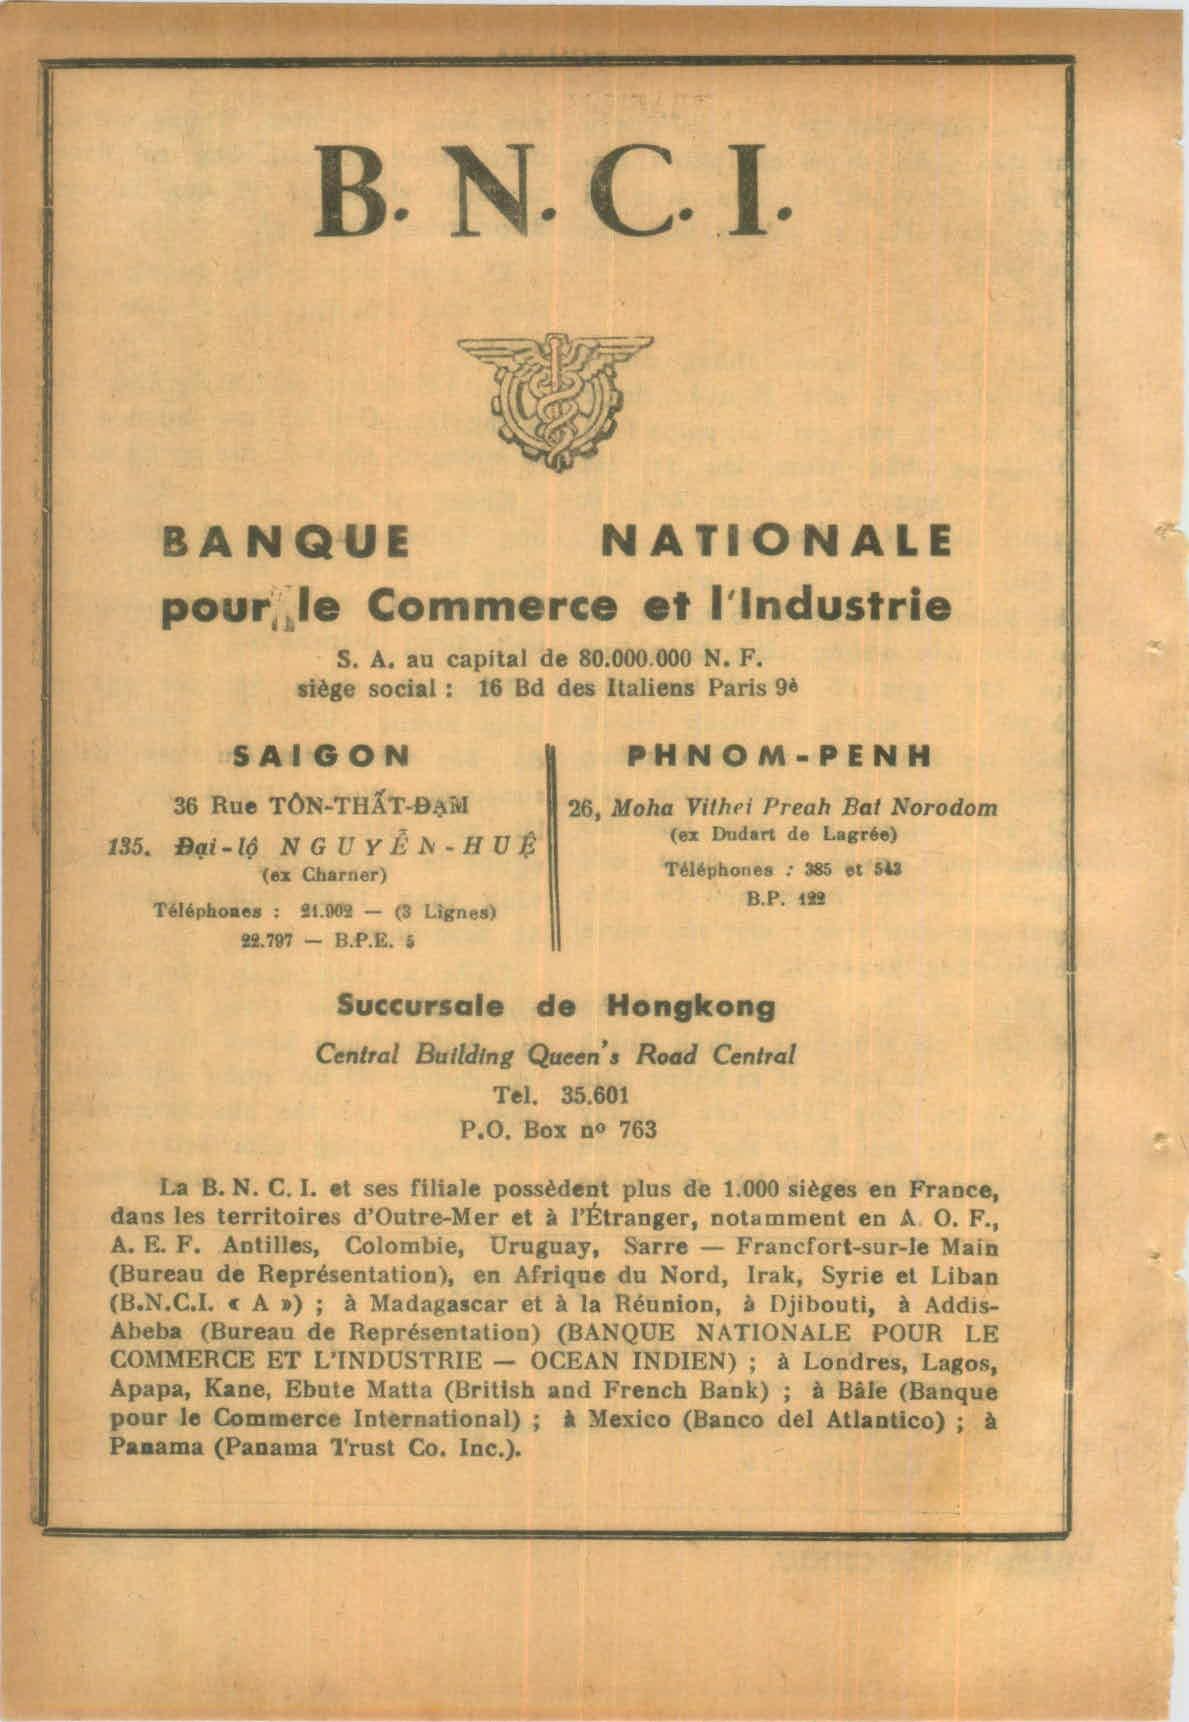 B. N. C. I.
BANQUE NATIONALE
pour le Commerce et l'Industrie
S. A. au capital de 80.000.000 N. F.
siège social : 16 Bd des Italiens Paris 9è
SAIGON
36 Rue TÔN-THẤT-ĐẠM
135. Đại-lộ NGUYỄN-HUỆ
(ex Charner)
Téléphones : 21.902 — (3 Lignes)
22.797 — B.P.E. 5
PHNOM-PENH
26, Moha Vithei Preah Bat Norodom
(ex Dudart de Lagrée)
Téléphones : 385 et 543
B.P. 122
Succursale de Hongkong
Central Building Queen's Road Central
Tel. 35.601
P.O. Box nº 763
La B. N. C. I. et ses filiale possèdent plus de 1.000 sièges en France,
dans les territoires d'Outre-Mer et à l'Étranger, notamment en A. O. F.,
A. E. F. Antilles, Colombie, Uruguay, Sarre — Francfort-sur-le Main
(Bureau de Représentation), en Afrique du Nord, Irak, Syrie et Liban
(B.N.C.I. « A ») ; à Madagascar et à la Réunion, à Djibouti, à Addis-
Abeba (Bureau de Représentation) (BANQUE NATIONALE POUR LE
COMMERCE ET L'INDUSTRIE — OCEAN INDIEN) ; à Londres, Lagos,
Apapa, Kane, Ebute Matta (British and French Bank) ; à Bâle (Banque
pour le Commerce International) ; à Mexico (Banco del Atlantico) ; à
Panama (Panama Trust Co. Inc.).